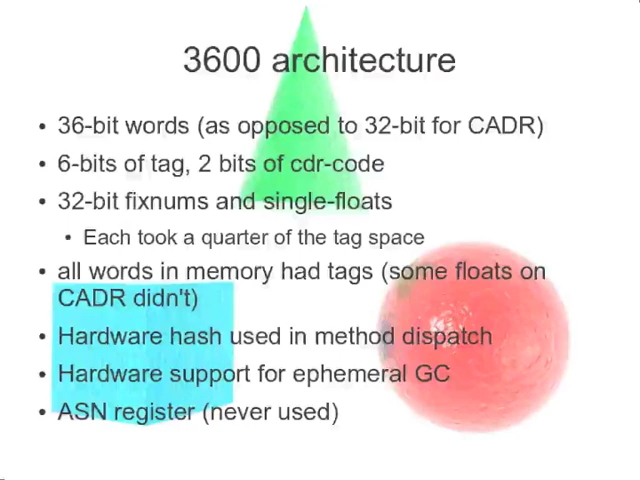 3600 architecture
• 36-bit words (as opposed to 32-bit for CADR)
• 6-bits of tag, 2 bits of cdr-code
• 32-bit fixnums and single-floats
• Each took a quarter of the tag space
• all words in memory had tags (some floats on
CADR didn't)
• Hardware hash used in method dispatch
• Hardware support for ephemeral GC
• ASN register (never used)